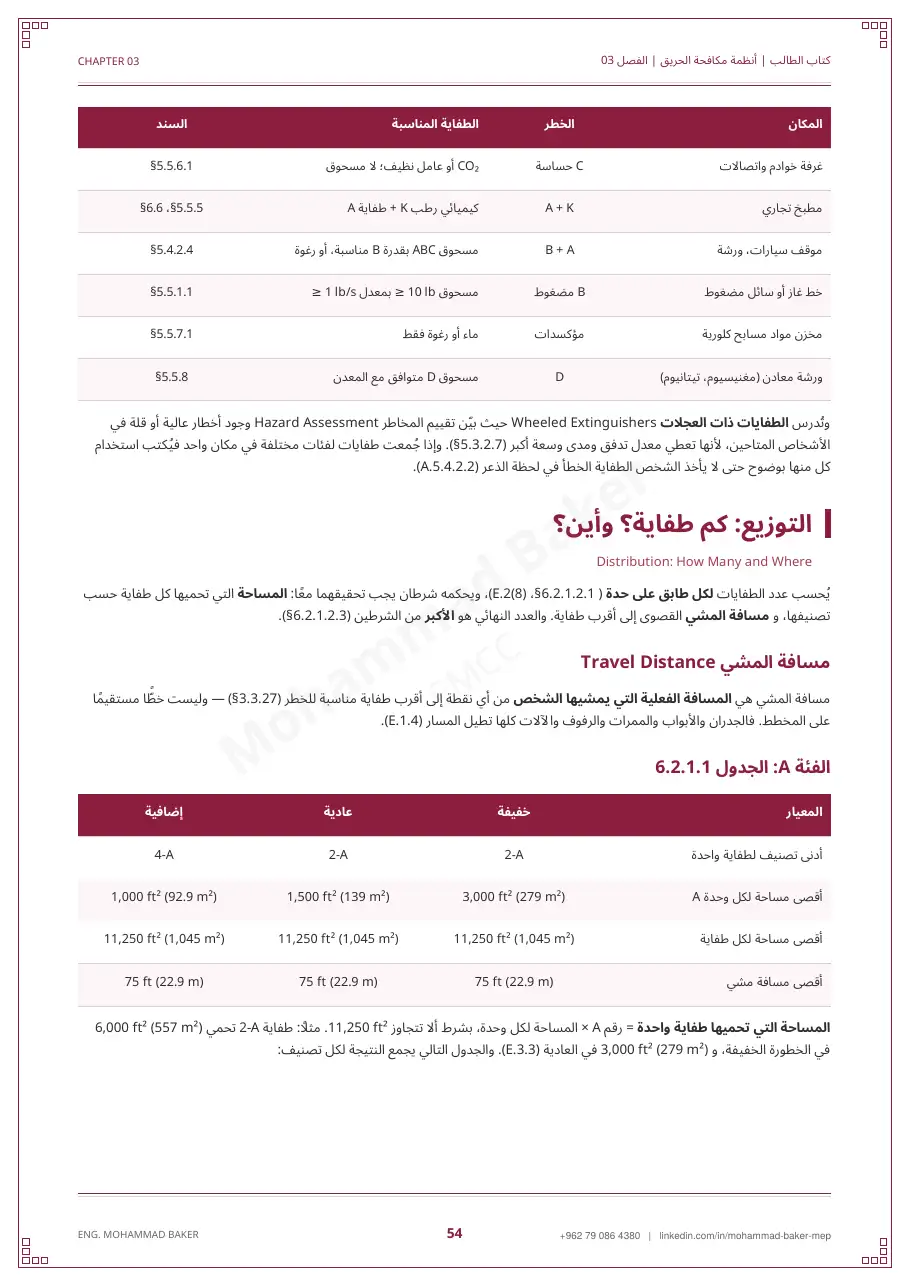 كتاب الطالب | أنظمة مكافحة الحريق | الفصل 03
CHAPTER 03
المكان الخطر الطفاية المناسبة السند
غرفة خوادم واتصالات C حساسة CO₂ أو عامل نظيف؛ لا مسحوق §5.5.6.1
مطبخ تجاري A + K كيميائي رطب K + طفاية A §5.5.5، §6.6
موقف سيارات، ورشة B + A مسحوق ABC بقدرة B مناسبة، أو رغوة §5.4.2.4
خط غاز أو سائل مضغوط B مضغوط مسحوق ≥ 10 lb بمعدل ≥ 1 lb/s §5.5.1.1
مخزن مواد مسابح كلورية مؤكسدات ماء أو رغوة فقط §5.5.7.1
ورشة معادن (مغنيسيوم، تيتانيوم) D مسحوق D متوافق مع المعدن §5.5.8
وتُدرس الطفايات ذات العجلات Wheeled Extinguishers حيث بيّن تقييم المخاطر Hazard Assessment وجود أخطار عالية أو قلة في
الأشخاص المتاحين، لأنها تعطي معدل تدفق ومدى وسعة أكبر (§5.3.2.7). وإذا جُمعت طفايات لفئات مختلفة في مكان واحد فيُكتب استخدام
كل منها بوضوح حتى لا يأخذ الشخص الطفاية الخطأ في لحظة الذعر (A.5.4.2.2).
التوزيع: كم طفاية؟ وأين؟
Distribution: How Many and Where
يُحسب عدد الطفايات لكل طابق على حدة ( §6.2.1.2.1، E.2(8))، ويحكمه شرطان يجب تحقيقهما معًا: المساحة التي تحميها كل طفاية حسب
تصنيفها، و مسافة المشي القصوى إلى أقرب طفاية. والعدد النهائي هو الأكبر من الشرطين (§6.2.1.2.3).
مسافة المشي Travel Distance
مسافة المشي هي المسافة الفعلية التي يمشيها الشخص من أي نقطة إلى أقرب طفاية مناسبة للخطر (§3.3.27) — وليست خطًّا مستقيمًا
على المخطط. فالجدران والأبواب والممرات والرفوف والآلات كلها تطيل المسار (E.1.4).
الفئة A: الجدول 6.2.1.1
المعيار خفيفة عادية إضافية
أدنى تصنيف لطفاية واحدة 2-A 2-A 4-A
أقصى مساحة لكل وحدة A 3,000 ft² (279 m²) 1,500 ft² (139 m²) 1,000 ft² (92.9 m²)
أقصى مساحة لكل طفاية 11,250 ft² (1,045 m²) 11,250 ft² (1,045 m²) 11,250 ft² (1,045 m²)
أقصى مسافة مشي 75 ft (22.9 m) 75 ft (22.9 m) 75 ft (22.9 m)
المساحة التي تحميها طفاية واحدة = رقم A × المساحة لكل وحدة، بشرط ألا تتجاوز 11,250 ft². مثلًا: طفاية 2-A تحمي 6,000 ft² (557 m²)
في الخطورة الخفيفة، و 3,000 ft² (279 m²) في العادية (E.3.3). والجدول التالي يجمع النتيجة لكل تصنيف:
Mohammad Baker
SMCC
ENG. MOHAMMAD BAKER
54
+962 79 086 4380 | linkedin.com/in/mohammad-baker-mep